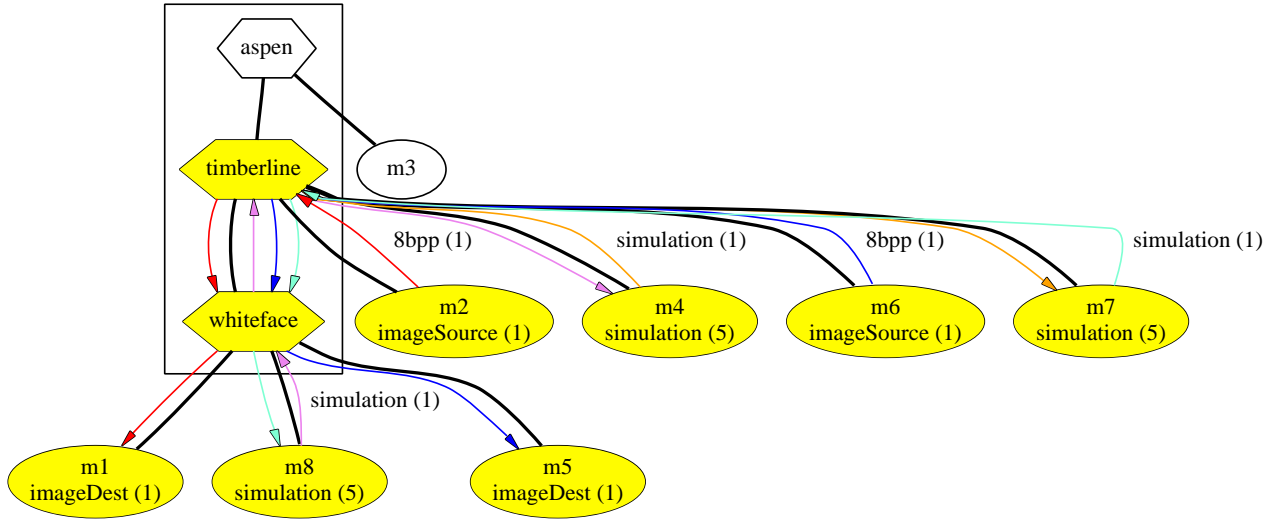 aspen
timberline
m3
8bpp (1)
simulation (1)
8bpp (1)
simulation (1)
whiteface
m2
imageSource (1)
m4
simulation (5)
m6
imageSource (1)
m7
simulation (5)
simulation (1)
m1
imageDest (1)
m8
simulation (5)
m5
imageDest (1)